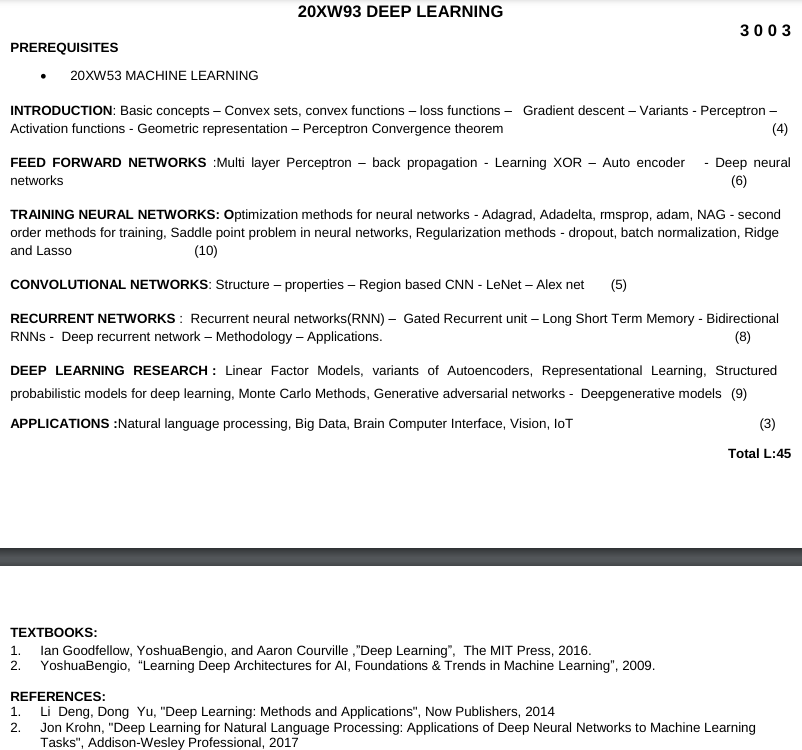 20XW93 DEEP LEARNING
3 0 0 3
PREREQUISITES
• 20XW53 MACHINE LEARNING
INTRODUCTION: Basic concepts – Convex sets, convex functions – loss functions – Gradient descent – Variants - Perceptron –
Activation functions - Geometric representation – Perceptron Convergence theorem (4)
FEED FORWARD NETWORKS :Multi layer Perceptron – back propagation - Learning XOR – Auto encoder - Deep neural
networks (6)
TRAINING NEURAL NETWORKS: Optimization methods for neural networks - Adagrad, Adadelta, rmsprop, adam, NAG - second
order methods for training, Saddle point problem in neural networks, Regularization methods - dropout, batch normalization, Ridge
and Lasso (10)
CONVOLUTIONAL NETWORKS: Structure – properties – Region based CNN - LeNet – Alex net (5)
RECURRENT NETWORKS : Recurrent neural networks(RNN) – Gated Recurrent unit – Long Short Term Memory - Bidirectional
RNNs - Deep recurrent network – Methodology – Applications. (8)
DEEP LEARNING RESEARCH : Linear Factor Models, variants of Autoencoders, Representational Learning, Structured
probabilistic models for deep learning, Monte Carlo Methods, Generative adversarial networks - Deepgenerative models (9)
APPLICATIONS :Natural language processing, Big Data, Brain Computer Interface, Vision, IoT (3)
Total L:45
TEXTBOOKS:
1. Ian Goodfellow, YoshuaBengio, and Aaron Courville ,”Deep Learning”, The MIT Press, 2016.
2. YoshuaBengio, “Learning Deep Architectures for AI, Foundations & Trends in Machine Learning”, 2009.
REFERENCES:
1. Li Deng, Dong Yu, "Deep Learning: Methods and Applications", Now Publishers, 2014
2. Jon Krohn, "Deep Learning for Natural Language Processing: Applications of Deep Neural Networks to Machine Learning
Tasks", Addison-Wesley Professional, 2017